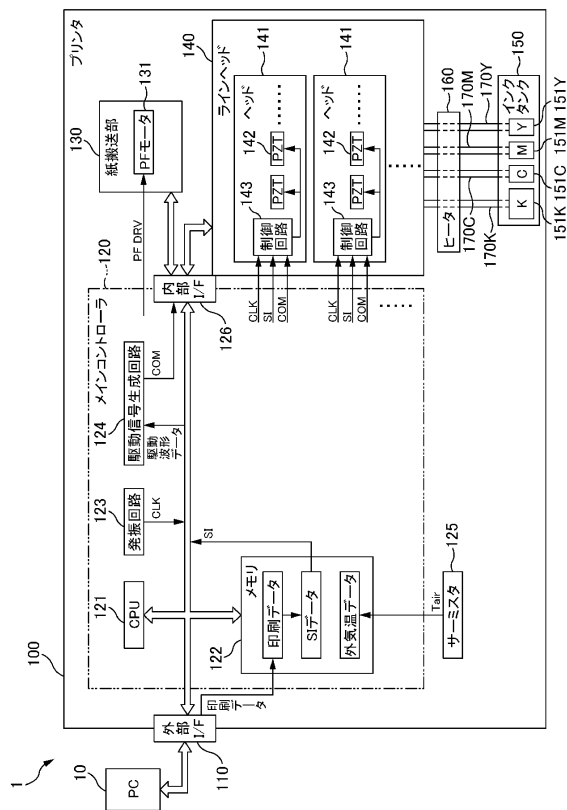 1
10
PC
外部I/F
110
100
プリンタ
メインコントローラ
120
121
CPU
123
発振回路
CLK
124
駆動信号生成回路
駆動波形データ
COM
内部I/F
126
PF DRV
130
紙搬送部
131
PFモータ
印刷データ
122
メモリ
印刷データ
SIデータ
外気温データ
SI
Tair
サーミスタ
125
ラインヘッド
140
ヘッド
141
142
143
制御回路
PZT
PZT
CLK
SI
COM
ヘッド
141
142
143
制御回路
PZT
PZT
CLK
SI
COM
ヒータ
160
170K
170C
170M
170Y
インクタンク
150
K
C
M
Y
151K
151C
151M
151Y